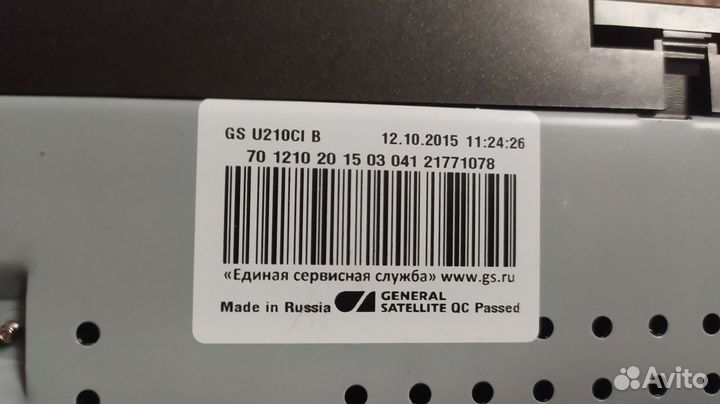 GS U210CI B 12.10.2015 11:24:26
70 1210 20 15 03 041 21771078
«Единая сервисная служба» www.gs.ru
Made in Russia GENERAL SATELLITE QC Passed
Avito